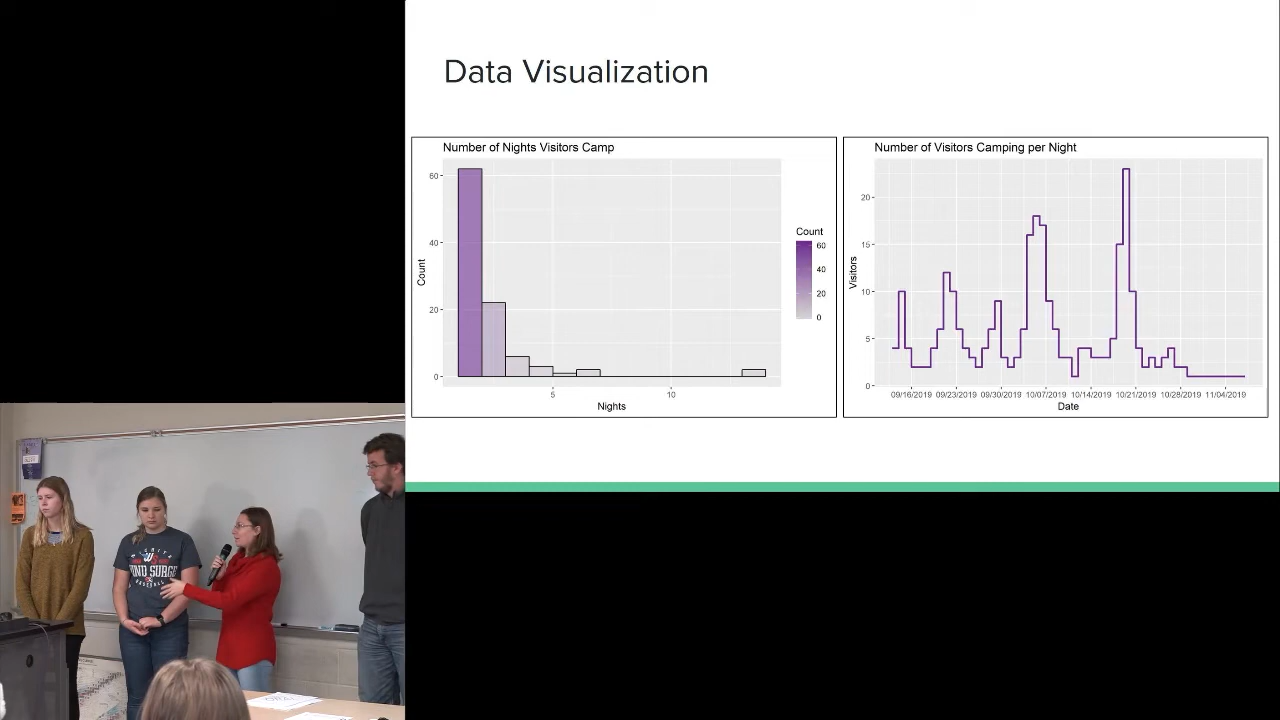 Data Visualization
Number of Nights Visitors Camp
60
40
20
0
Count
5
10
Nights
Count
60
40
20
0
Number of Visitors Camping per Night
20
15
10
5
0
Visitors
09/16/2019 09/23/2019 09/30/2019 10/07/2019 10/14/2019 10/21/2019 10/28/2019 11/04/2019
Date
WICHITA
WIND SURGE
BASEBALL